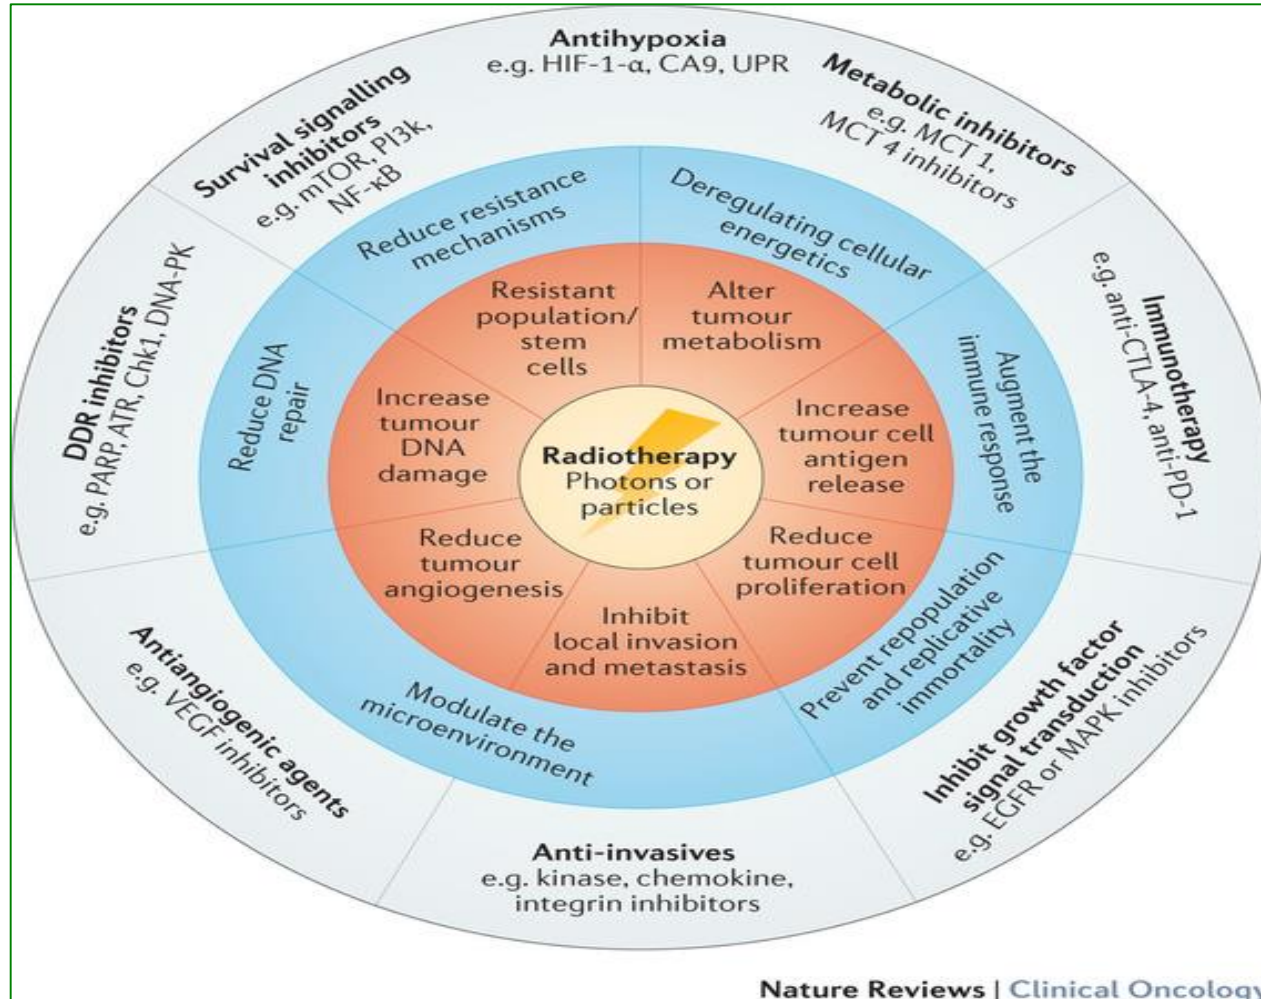 Antihypoxia
e.g. HIF-1-α, CA9, UPR
Metabolic inhibitors
e.g. MCT 1,
MCT 4 inhibitors
Immunotherapy
e.g. anti-CTLA-4, anti-PD-1
Inhibit growth factor
signal transduction
e.g. EGFR or MAPK inhibitors
Anti-invasives
e.g. kinase, chemokine,
integrin inhibitors
Antiangiogenic agents
e.g. VEGF inhibitors
DDR inhibitors
e.g. PARP, ATR, Chk1, DNA-PK
Survival signalling
inhibitors
e.g. mTOR, PI3k,
NF-κB
Reduce resistance
mechanisms
Deregulating cellular
energetics
Augment the
immune response
Prevent repopulation
and replicative
immortality
Modulate the
microenvironment
Reduce DNA
repair
Resistant
population/
stem
cells
Alter
tumour
metabolism
Increase
tumour cell
antigen
release
Reduce
tumour cell
proliferation
Inhibit
local invasion
and metastasis
Reduce
tumour
angiogenesis
Increase
tumour
DNA
damage
Radiotherapy
Photons or
particles
Nature Reviews | Clinical Oncology